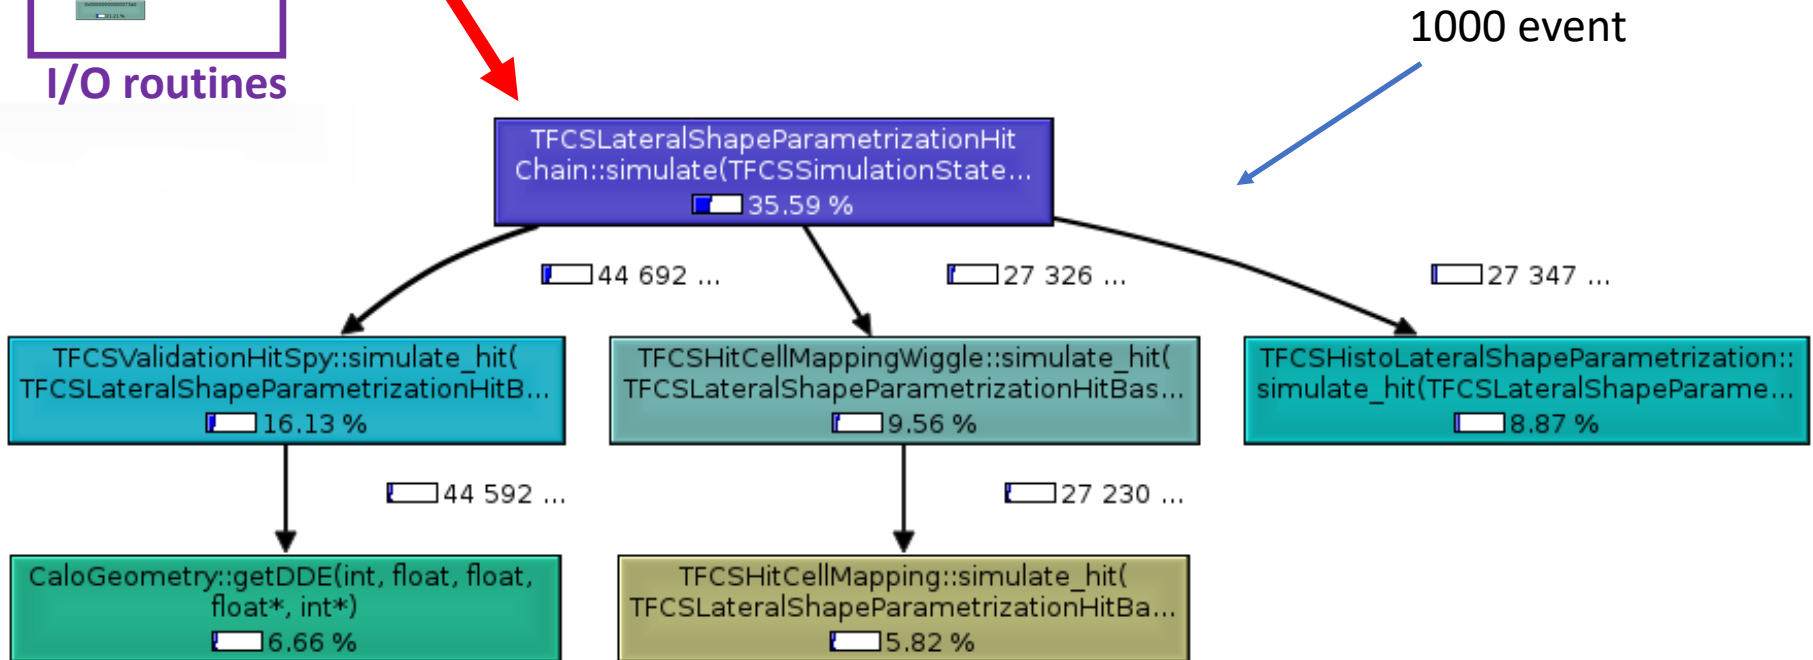 1000 event
I/O routines
TFCSLateralShapeParametrizationHit
Chain::simulate(TFCSSimulationState...
35.59 %
44 692 ...
27 326 ...
27 347 ...
TFCSValidationHitSpy::simulate_hit(
TFCSLateralShapeParametrizationHitB...
16.13 %
TFCSHitCellMappingWiggle::simulate_hit(
TFCSLateralShapeParametrizationHitBas...
9.56 %
TFCSHistoLateralShapeParametrization::
simulate_hit(TFCSLateralShapeParame...
8.87 %
44 592 ...
27 230 ...
CaloGeometry::getDDE(int, float, float,
float*, int*)
6.66 %
TFCSHitCellMapping::simulate_hit(
TFCSLateralShapeParametrizationHitBa...
5.82 %